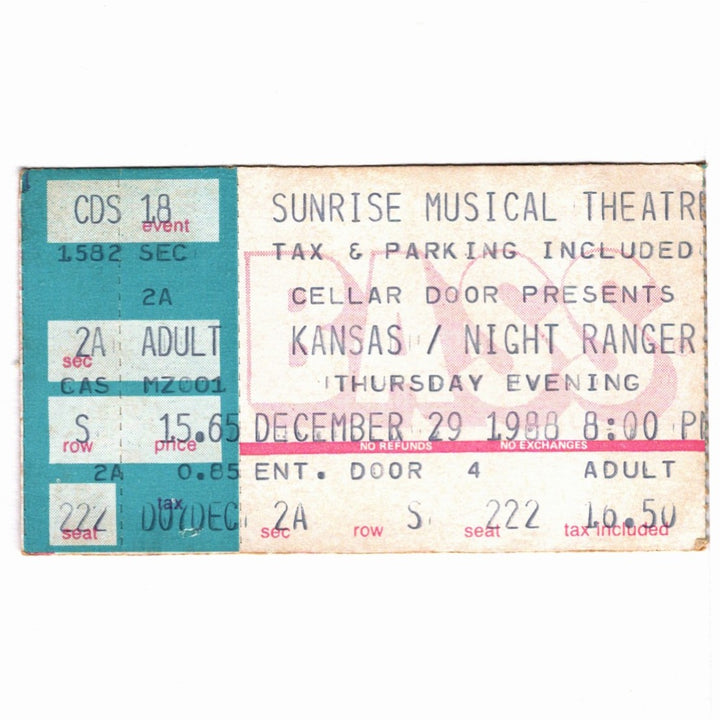 CDS 18
event
1582 SEC
2A
2A ADULT
sec
CAS MZ001
S 15.65
row price
2A 0.85
tax
222 D07DEC
seat
BASS
SUNRISE MUSICAL THEATR
TAX & PARKING INCLUDED
CELLAR DOOR PRESENTS
KANSAS / NIGHT RANGER
THURSDAY EVENING
DECEMBER 29 1988 8:00 P
NO REFUNDS NO EXCHANGES
ENT. DOOR 4 ADULT
2A S 222 16.50
sec row seat tax included